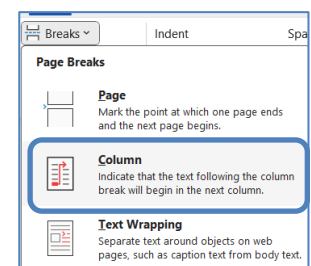 Breaks
Indent
Page Breaks
Page
Mark the point at which one page ends
and the next page begins.
Column
Indicate that the text following the column
break will begin in the next column.
Text Wrapping
Separate text around objects on web
pages, such as caption text from body text.